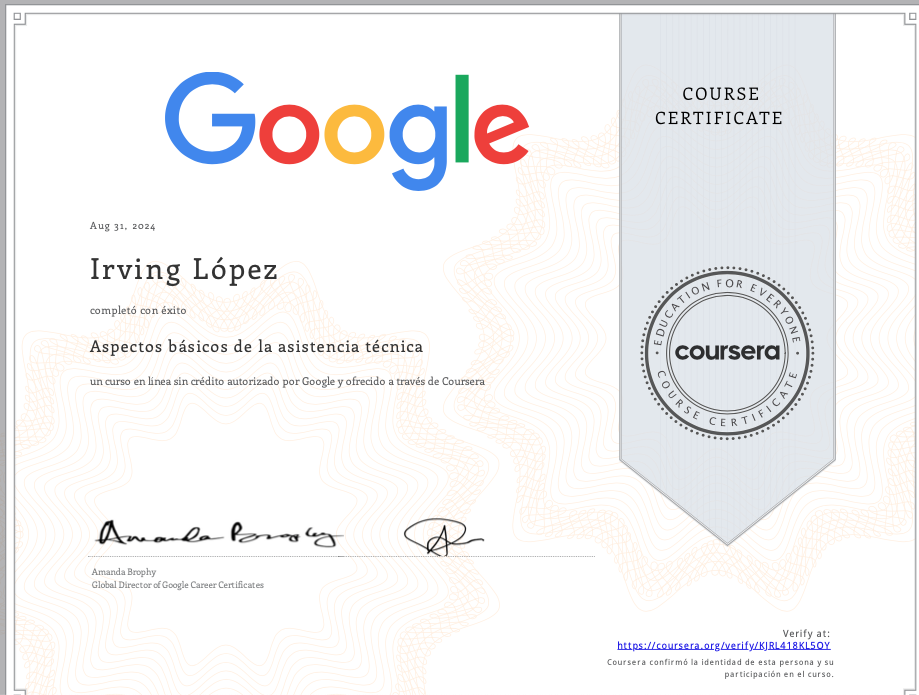 Google
COURSE
CERTIFICATE
Aug 31, 2024
Irving López
completó con éxito
Aspectos básicos de la asistencia técnica
un curso en línea sin crédito autorizado por Google y ofrecido a través de Coursera
EDUCATION FOR EVERYONE
coursera
COURSE CERTIFICATE
Amanda Brophy
Amanda Brophy
Global Director of Google Career Certificates
Verify at:
https://coursera.org/verify/KJRL418KL5OY
Coursera confirmó la identidad de esta persona y su
participación en el curso.